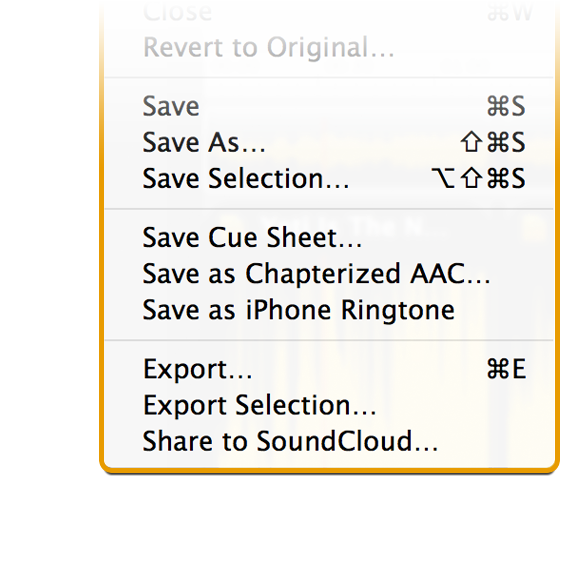 Close ⌘W
Revert to Original...
Save ⌘S
Save As... ⇧⌘S
Save Selection... ⌥⇧⌘S
Save Cue Sheet...
Save as Chapterized AAC...
Save as iPhone Ringtone
Export... ⌘E
Export Selection...
Share to SoundCloud...